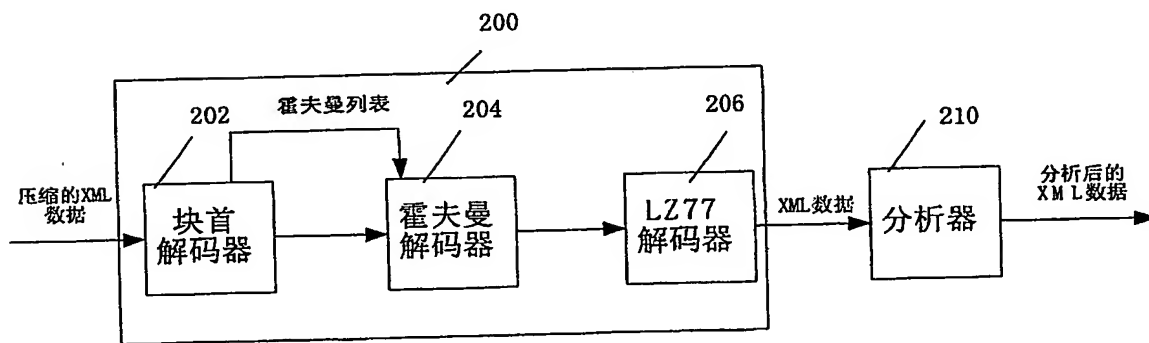 200
霍夫曼列表
202
204
206
210
压缩的XML
数据
块首
解码器
霍夫曼
解码器
LZ77
解码器
XML数据
分析器
分析后的
XML数据